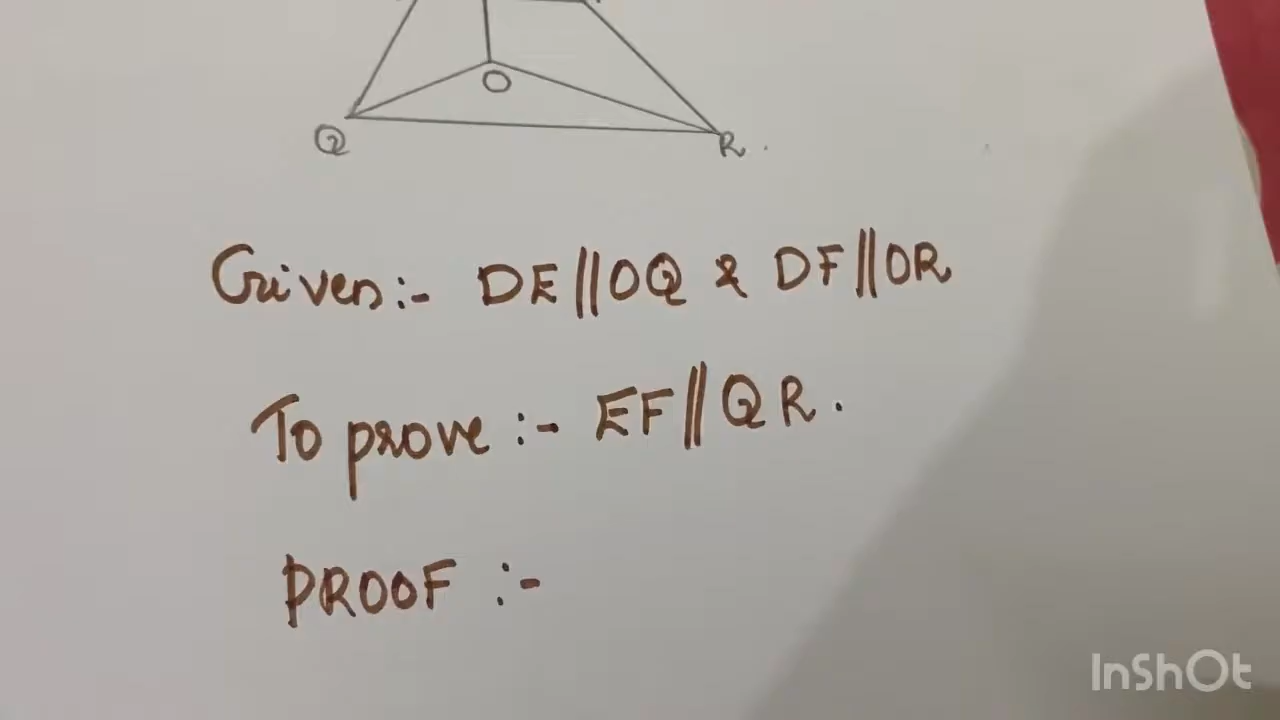 O
Q
R.
Given:- DE||OQ & DF||OR
To prove :- EF||QR.
PROOF :-
InShOt